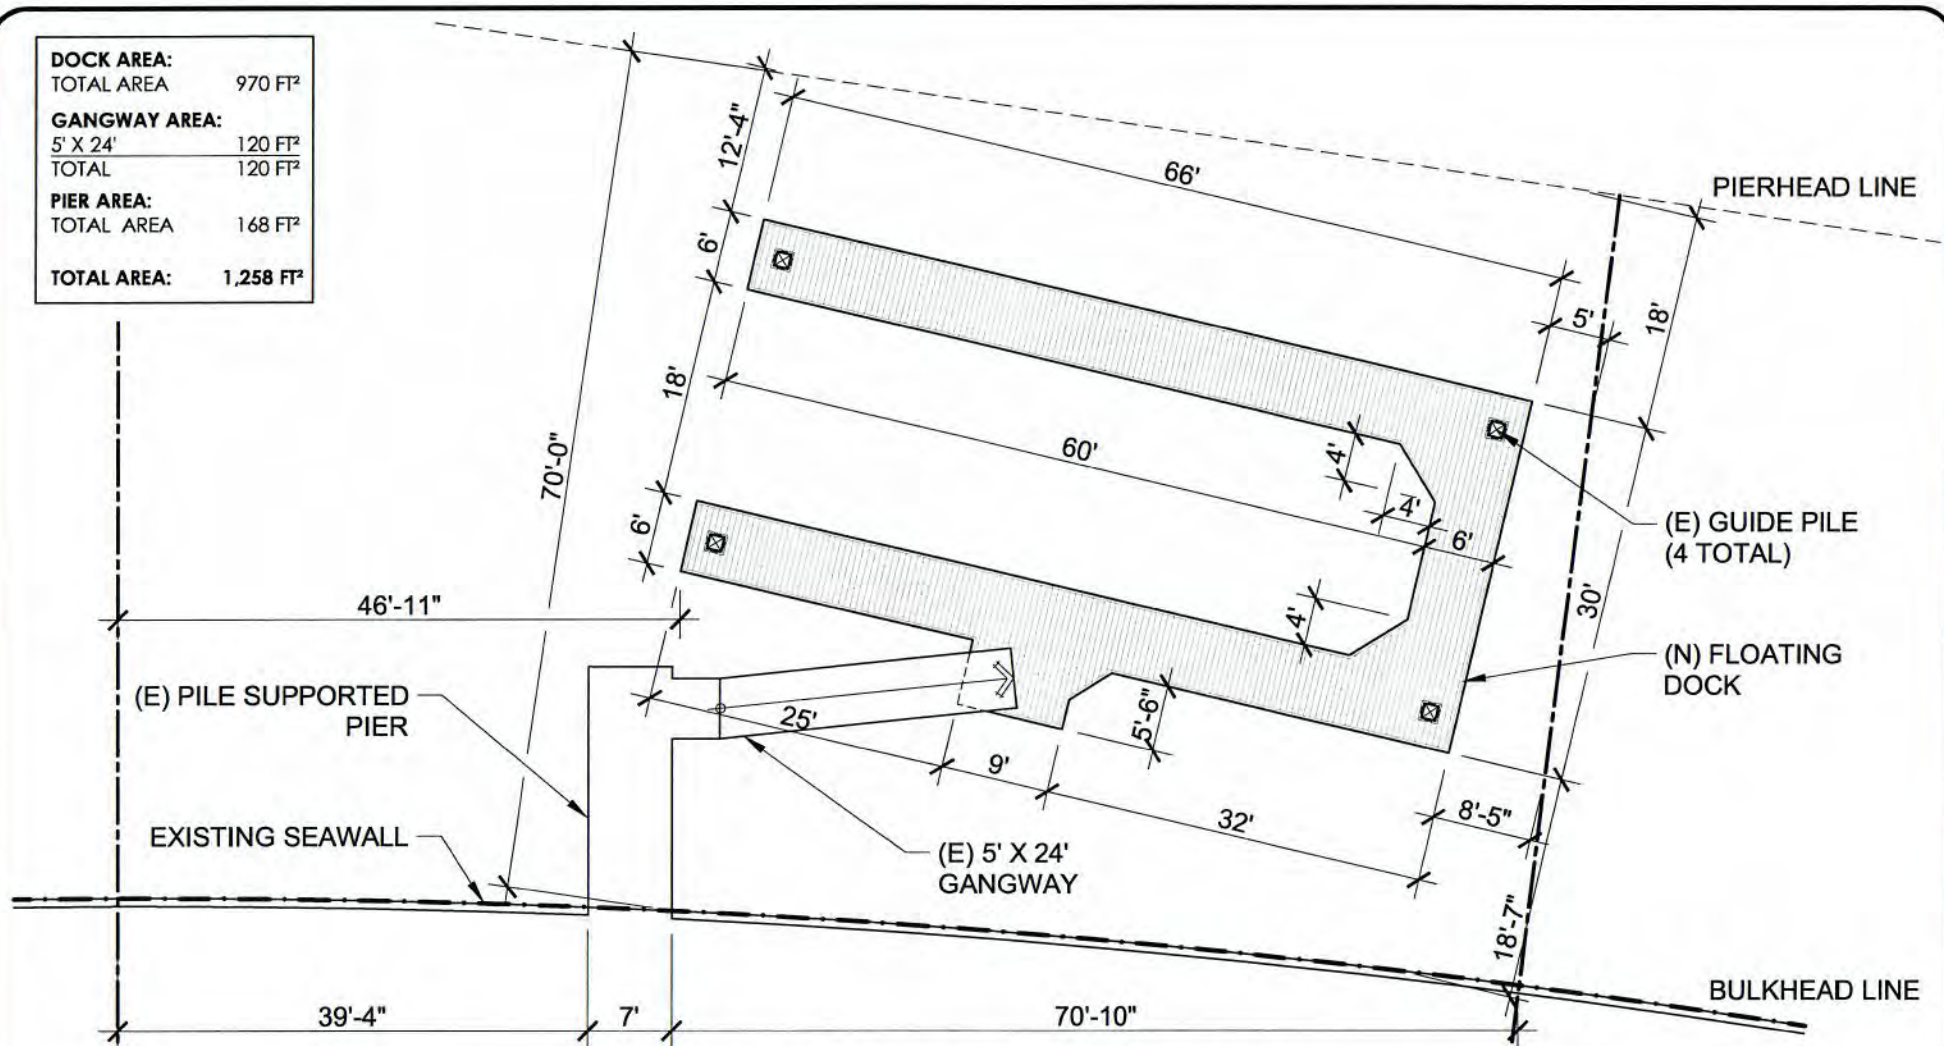 DOCK AREA:
TOTAL AREA 970 FT²
GANGWAY AREA:
5' X 24' 120 FT²
TOTAL 120 FT²
PIER AREA:
TOTAL AREA 168 FT²
TOTAL AREA: 1,258 FT²
12'-4"
66'
PIERHEAD LINE
6'
5'
18'
18'
70'-0"
60'
4'
4'
6'
(E) GUIDE PILE
(4 TOTAL)
6'
46'-11"
4'
30'
(N) FLOATING
DOCK
(E) PILE SUPPORTED
PIER
25'
5'-6"
9'
32'
8'-5"
EXISTING SEAWALL
(E) 5' X 24'
GANGWAY
18'-7"
BULKHEAD LINE
39'-4"
7'
70'-10"